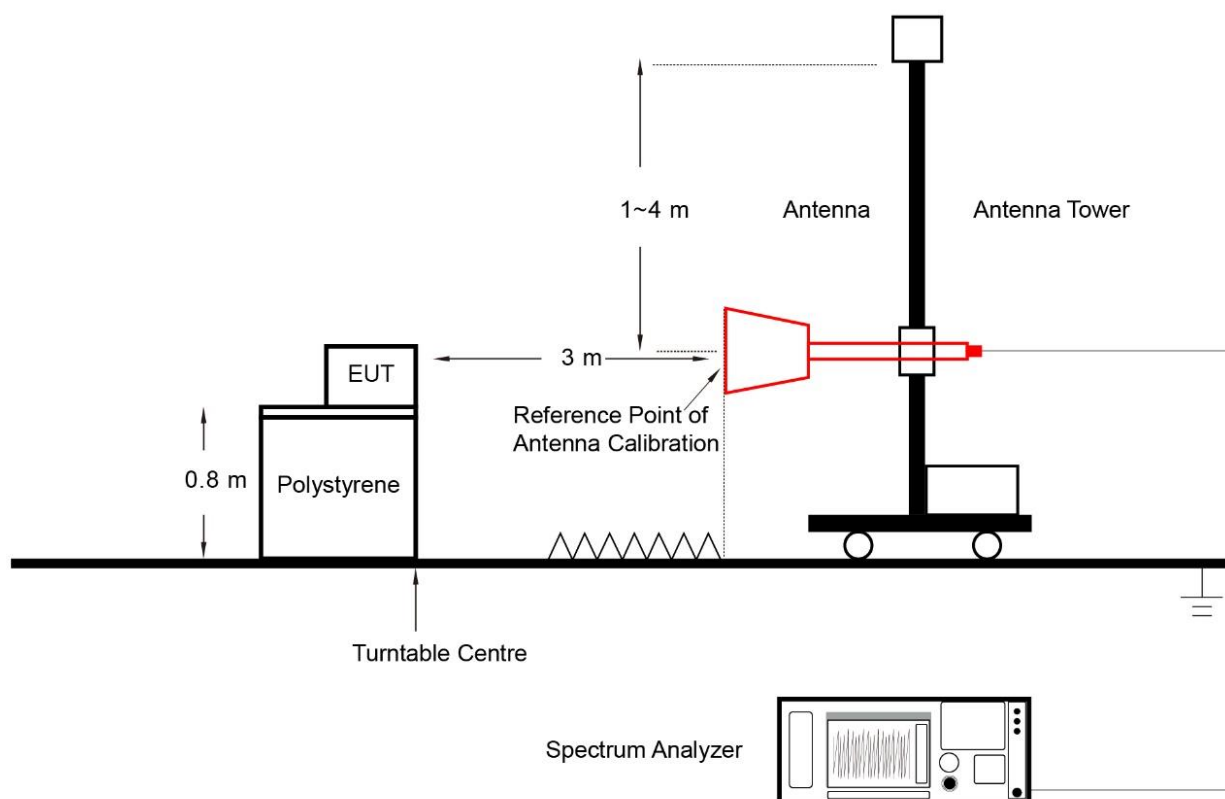 1~4 m
Antenna
Antenna Tower
3 m
EUT
Reference Point of
Antenna Calibration
0.8 m
Polystyrene
Turntable Centre
Spectrum Analyzer